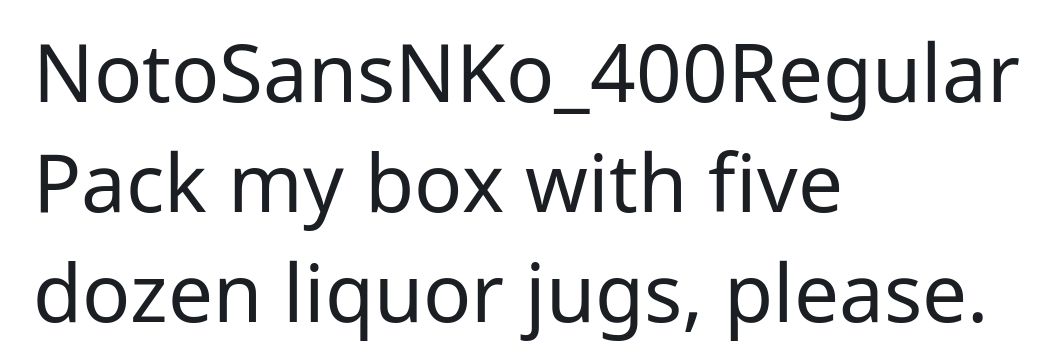 NotoSansNKo_400Regular
Pack my box with five
dozen liquor jugs, please.